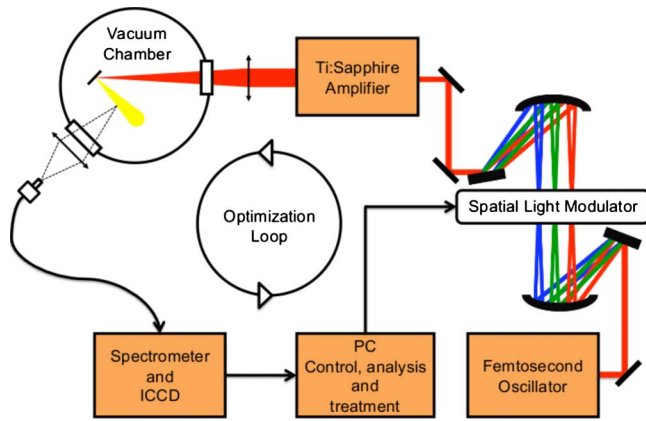 Vacuum
Chamber
Ti:Sapphire
Amplifier
Spatial Light Modulator
Optimization
Loop
Spectrometer
and
ICCD
PC
Control, analysis
and
treatment
Femtosecond
Oscillator